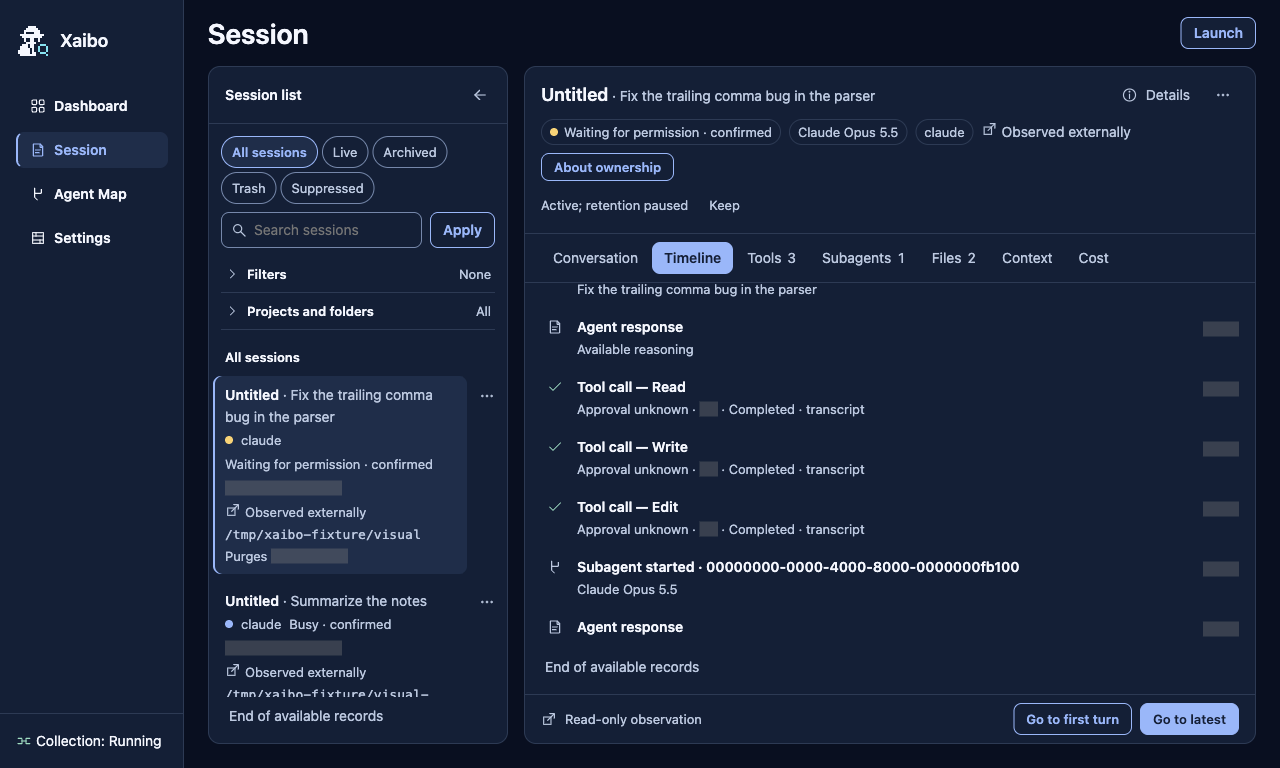 Xaibo
Dashboard
Session
Agent Map
Settings
Collection: Running
Session
Launch
Session list
All sessions
Live
Archived
Trash
Suppressed
Search sessions
Apply
Filters
None
Projects and folders
All
All sessions
Untitled · Fix the trailing comma
bug in the parser
claude
Waiting for permission · confirmed
Observed externally
/tmp/xaibo-fixture/visual
Purges
Untitled · Summarize the notes
claude Busy · confirmed
Observed externally
/tmp/xaibo-fixture/visual-
End of available records
Untitled · Fix the trailing comma bug in the parser
Details
Waiting for permission · confirmed
Claude Opus 5.5
claude
Observed externally
About ownership
Active; retention paused
Keep
Conversation
Timeline
Tools 3
Subagents 1
Files 2
Context
Cost
Fix the trailing comma bug in the parser
Agent response
Available reasoning
Tool call — Read
Approval unknown · · Completed · transcript
Tool call — Write
Approval unknown · · Completed · transcript
Tool call — Edit
Approval unknown · · Completed · transcript
Subagent started · 00000000-0000-4000-8000-0000000fb100
Claude Opus 5.5
Agent response
End of available records
Read-only observation
Go to first turn
Go to latest